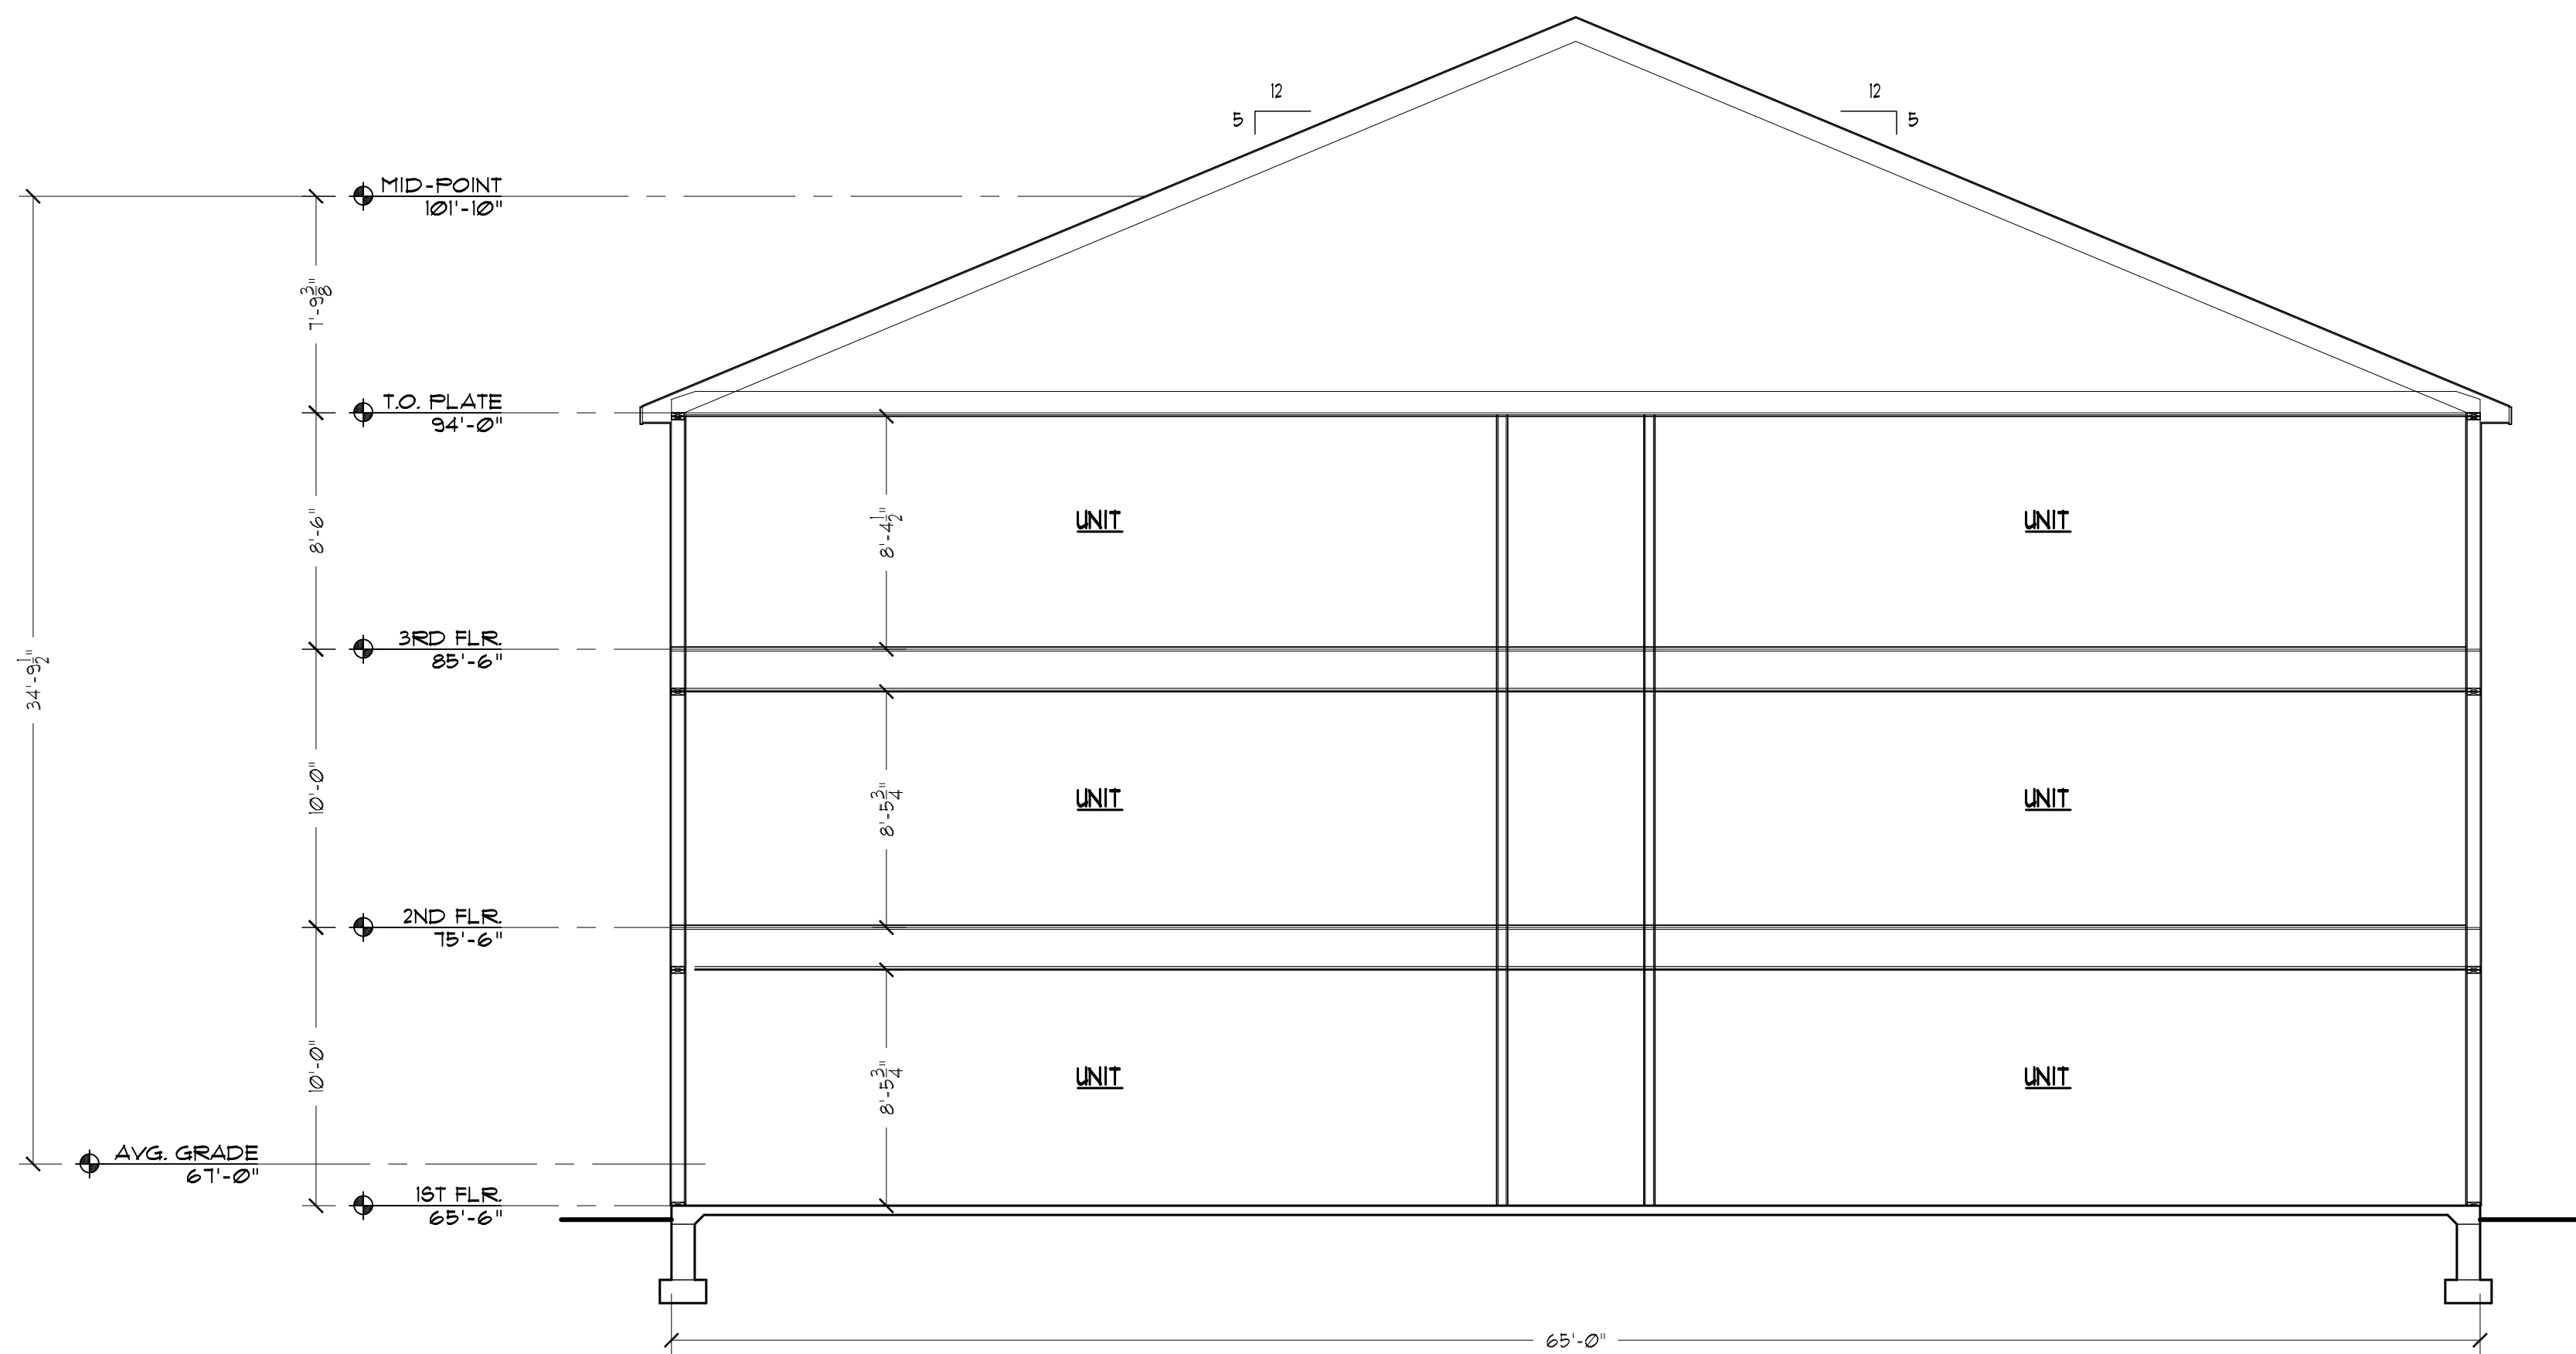 12
5
12
5
MID-POINT
101'-10"
7'-9 3/8"
T.O. PLATE
94'-0"
8'-6"
8'-4 1/2"
UNIT
UNIT
3RD FLR.
85'-6"
34'-9 1/2"
10'-0"
8'-5 3/4"
UNIT
UNIT
2ND FLR.
75'-6"
10'-0"
8'-5 3/4"
UNIT
UNIT
AVG. GRADE
67'-0"
1ST FLR.
65'-6"
65'-0"